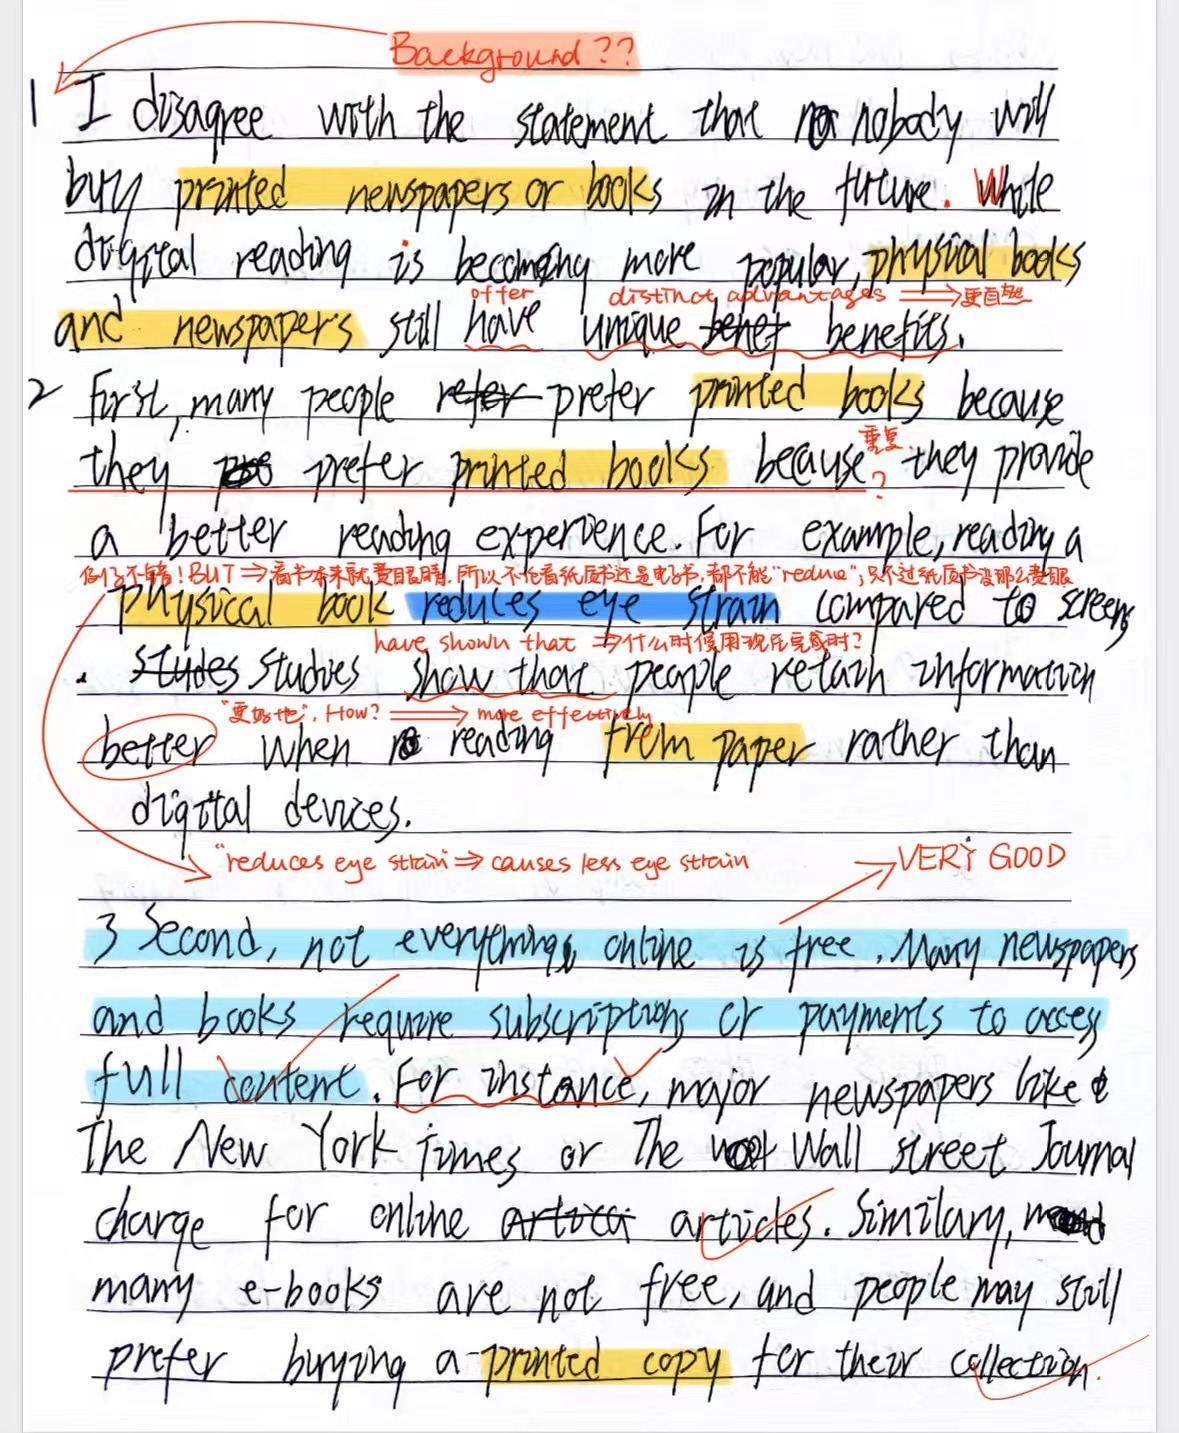 Background??
1 I disagree with the statement that nobody will
buy printed newspapers or books in the future. While
digital reading is becoming more popular, physical books
offer distinct advantages ⟹ 更自然
and newspapers still have unique benef benefits.
2 First, many people refer prefer printed books because
重复
they prefer printed books because ? they provide
a better reading experience. For example, reading a
例子不错! BUT ⟹ 看书本来就费眼睛, 所以不论看纸质书还是电子书, 都不能"reduce"; 只不过纸质书没那么费眼
physical book reduces eye strain compared to screens
have shown that ⟹ 什么时候用现在完成时?
. studes studies show that people retain information
"更好地", How? ⟹ more effectively
better when reading from paper rather than
digital devices.
"reduces eye strain" ⟹ causes less eye strain
VERY GOOD
3 Second, not everything online is free. Many newspapers
and books require subscriptions or payments to access
full content. For instance, major newspapers like
The New York Times or The Wall street Journal
charge for online articles. Similary,
many e-books are not free, and people may still
prefer buying a printed copy for their collection.